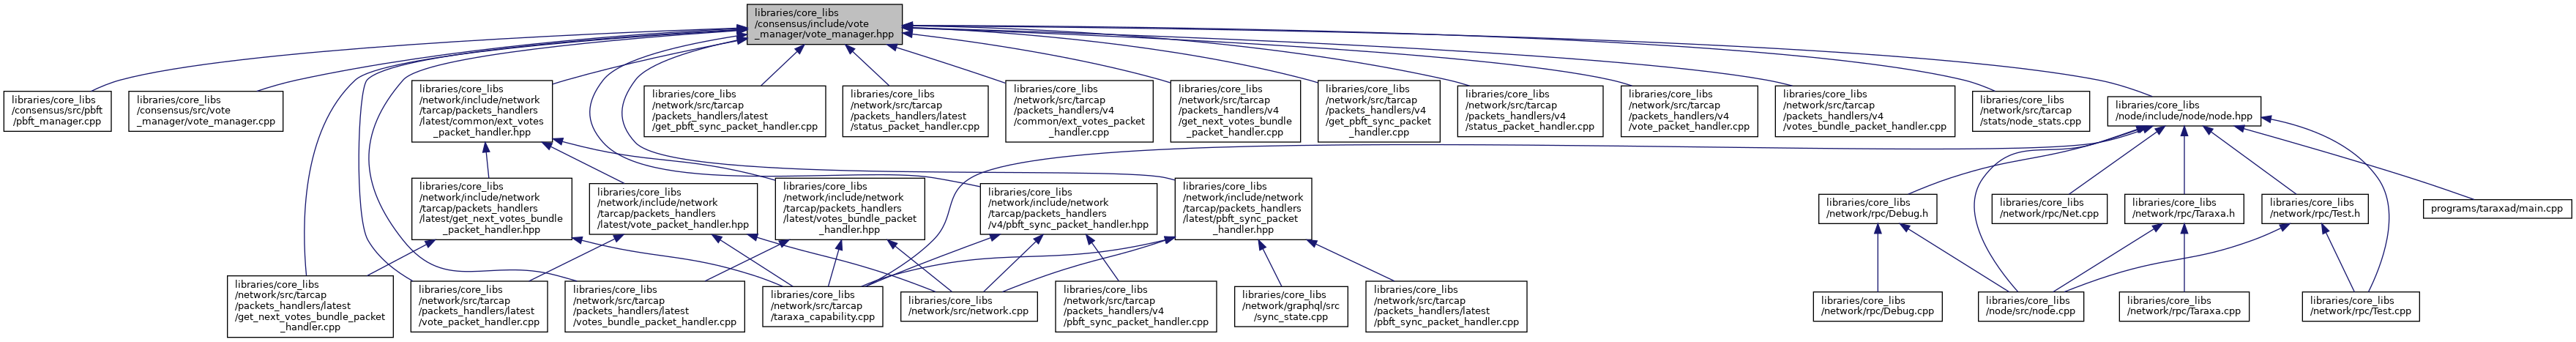 libraries/core_libs
/consensus/include/vote
_manager/vote_manager.hpp
libraries/core_libs
/consensus/src/pbft
/pbft_manager.cpp
libraries/core_libs
/consensus/src/vote
_manager/vote_manager.cpp
libraries/core_libs
/network/include/network
/tarcap/packets_handlers
/latest/common/ext_votes
_packet_handler.hpp
libraries/core_libs
/network/src/tarcap
/packets_handlers/latest
/get_pbft_sync_packet_handler.cpp
libraries/core_libs
/network/src/tarcap
/packets_handlers/latest
/status_packet_handler.cpp
libraries/core_libs
/network/src/tarcap
/packets_handlers/v4
/common/ext_votes_packet
_handler.cpp
libraries/core_libs
/network/src/tarcap
/packets_handlers/v4
/get_next_votes_bundle
_packet_handler.cpp
libraries/core_libs
/network/src/tarcap
/packets_handlers/v4
/get_pbft_sync_packet
_handler.cpp
libraries/core_libs
/network/src/tarcap
/packets_handlers/v4
/status_packet_handler.cpp
libraries/core_libs
/network/src/tarcap
/packets_handlers/v4
/vote_packet_handler.cpp
libraries/core_libs
/network/src/tarcap
/packets_handlers/v4
/votes_bundle_packet_handler.cpp
libraries/core_libs
/network/src/tarcap
/stats/node_stats.cpp
libraries/core_libs
/node/include/node/node.hpp
libraries/core_libs
/network/include/network
/tarcap/packets_handlers
/latest/get_next_votes_bundle
_packet_handler.hpp
libraries/core_libs
/network/include/network
/tarcap/packets_handlers
/latest/vote_packet_handler.hpp
libraries/core_libs
/network/include/network
/tarcap/packets_handlers
/latest/votes_bundle_packet
_handler.hpp
libraries/core_libs
/network/include/network
/tarcap/packets_handlers
/v4/pbft_sync_packet_handler.hpp
libraries/core_libs
/network/include/network
/tarcap/packets_handlers
/latest/pbft_sync_packet
_handler.hpp
libraries/core_libs
/network/rpc/Debug.h
libraries/core_libs
/network/rpc/Net.cpp
libraries/core_libs
/network/rpc/Taraxa.h
libraries/core_libs
/network/rpc/Test.h
programs/taraxad/main.cpp
libraries/core_libs
/network/src/tarcap
/packets_handlers/latest
/get_next_votes_bundle_packet
_handler.cpp
libraries/core_libs
/network/src/tarcap
/packets_handlers/latest
/vote_packet_handler.cpp
libraries/core_libs
/network/src/tarcap
/packets_handlers/latest
/votes_bundle_packet_handler.cpp
libraries/core_libs
/network/src/tarcap
/taraxa_capability.cpp
libraries/core_libs
/network/src/network.cpp
libraries/core_libs
/network/src/tarcap
/packets_handlers/v4
/pbft_sync_packet_handler.cpp
libraries/core_libs
/network/graphql/src
/sync_state.cpp
libraries/core_libs
/network/src/tarcap
/packets_handlers/latest
/pbft_sync_packet_handler.cpp
libraries/core_libs
/network/rpc/Debug.cpp
libraries/core_libs
/node/src/node.cpp
libraries/core_libs
/network/rpc/Taraxa.cpp
libraries/core_libs
/network/rpc/Test.cpp